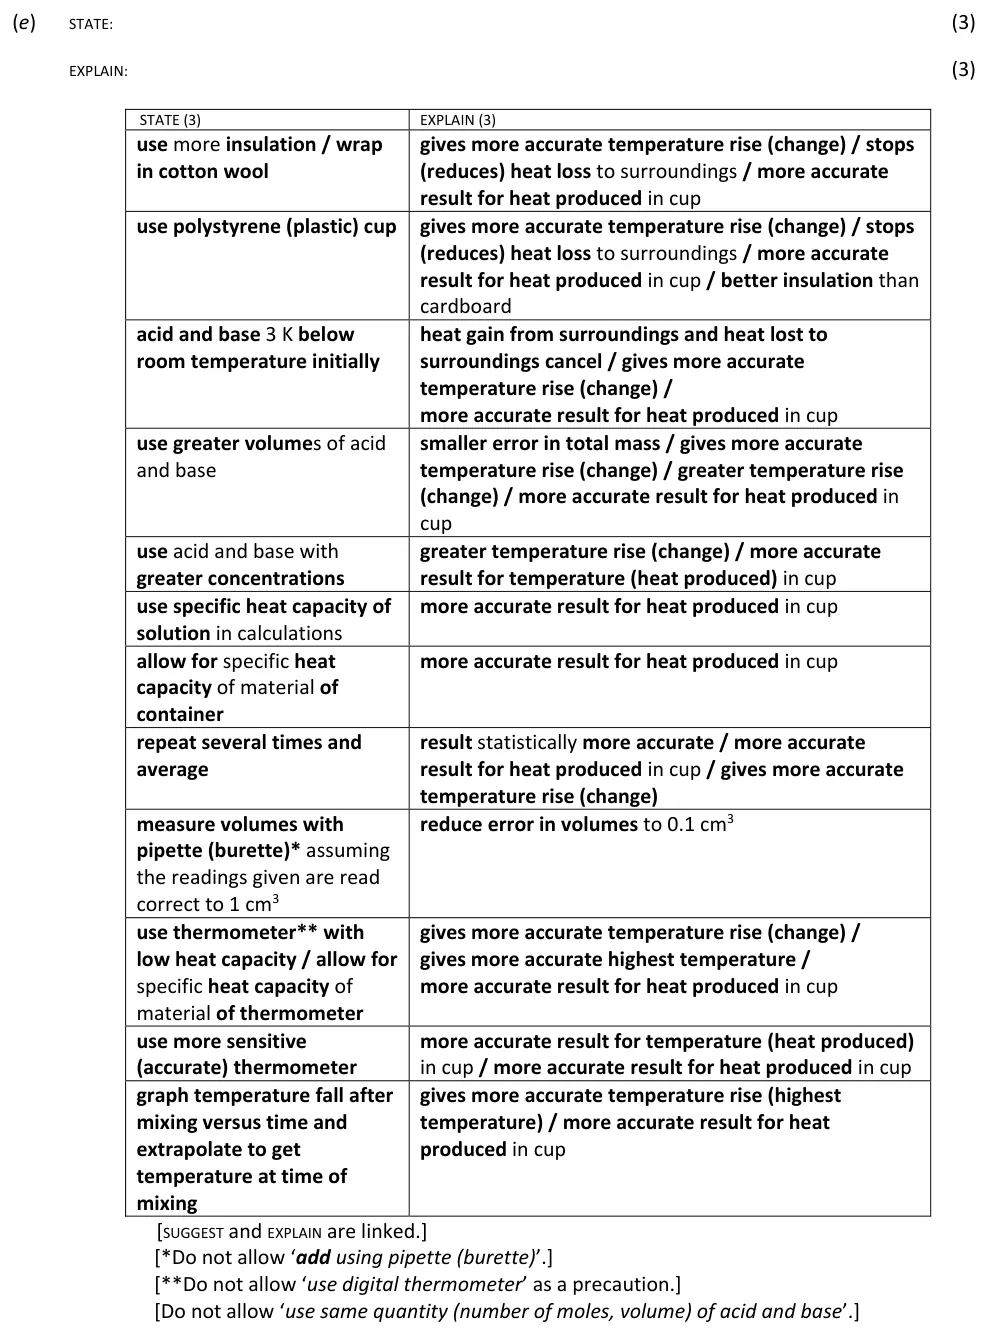 (e) STATE: (3)
EXPLAIN: (3)
STATE (3) EXPLAIN (3)
use more insulation / wrap
in cotton wool
gives more accurate temperature rise (change) / stops
(reduces) heat loss to surroundings / more accurate
result for heat produced in cup
use polystyrene (plastic) cup
gives more accurate temperature rise (change) / stops
(reduces) heat loss to surroundings / more accurate
result for heat produced in cup / better insulation than
cardboard
acid and base 3 K below
room temperature initially
heat gain from surroundings and heat lost to
surroundings cancel / gives more accurate
temperature rise (change) /
more accurate result for heat produced in cup
use greater volumes of acid
and base
smaller error in total mass / gives more accurate
temperature rise (change) / greater temperature rise
(change) / more accurate result for heat produced in
cup
use acid and base with
greater concentrations
greater temperature rise (change) / more accurate
result for temperature (heat produced) in cup
use specific heat capacity of
solution in calculations
more accurate result for heat produced in cup
allow for specific heat
capacity of material of
container
more accurate result for heat produced in cup
repeat several times and
average
result statistically more accurate / more accurate
result for heat produced in cup / gives more accurate
temperature rise (change)
measure volumes with
pipette (burette)* assuming
the readings given are read
correct to 1 cm³
reduce error in volumes to 0.1 cm³
use thermometer** with
low heat capacity / allow for
specific heat capacity of
material of thermometer
gives more accurate temperature rise (change) /
gives more accurate highest temperature /
more accurate result for heat produced in cup
use more sensitive
(accurate) thermometer
more accurate result for temperature (heat produced)
in cup / more accurate result for heat produced in cup
graph temperature fall after
mixing versus time and
extrapolate to get
temperature at time of
mixing
gives more accurate temperature rise (highest
temperature) / more accurate result for heat
produced in cup
[SUGGEST and EXPLAIN are linked.]
[*Do not allow ‘add using pipette (burette)’.]
[**Do not allow ‘use digital thermometer’ as a precaution.]
[Do not allow ‘use same quantity (number of moles, volume) of acid and base’.]